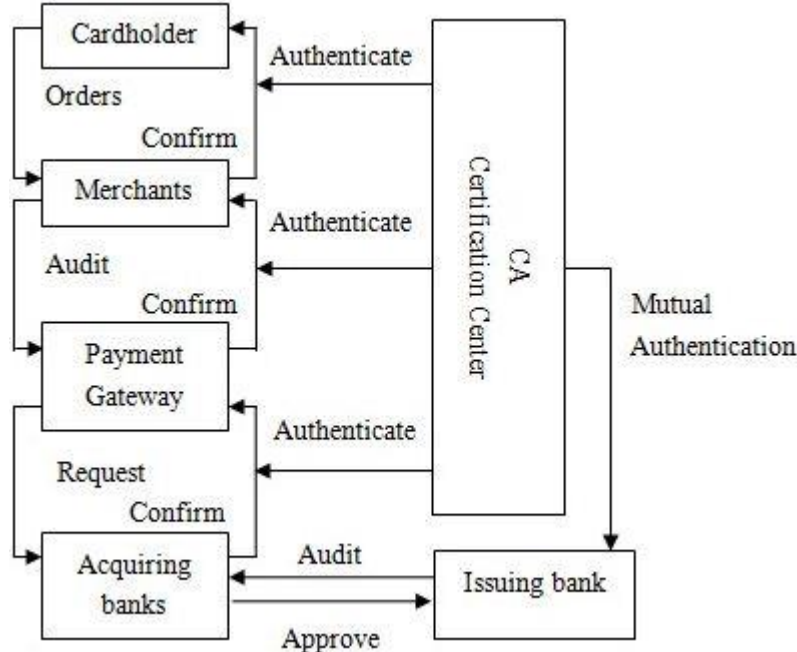 Cardholder
Authenticate
Orders
Confirm
Merchants
Authenticate
Audit
Confirm
CA
Certification Center
Mutual
Authentication
Payment
Gateway
Authenticate
Request
Confirm
Acquiring
banks
Audit
Issuing bank
Approve